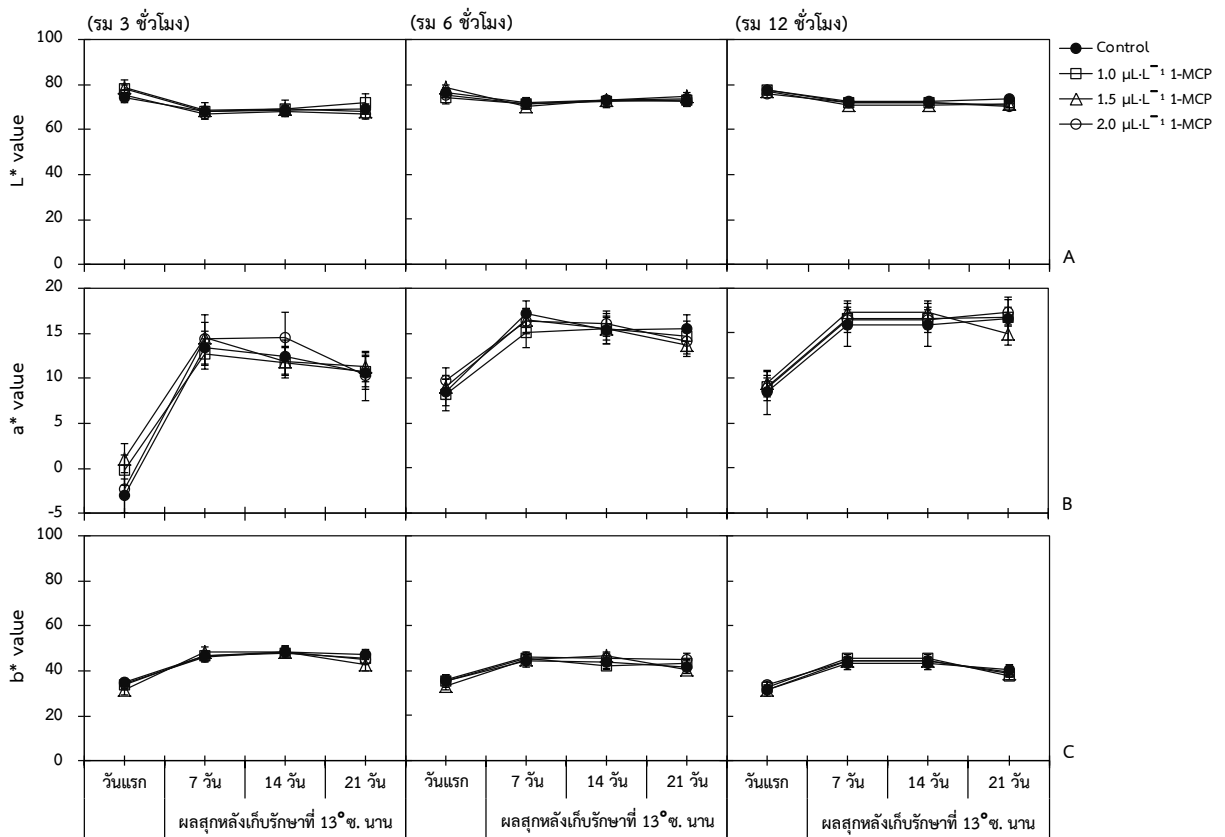 (รม 3 ชั่วโมง) (รม 6 ชั่วโมง) (รม 12 ชั่วโมง)
Control
1.0 µL·L⁻¹ 1-MCP
1.5 µL·L⁻¹ 1-MCP
2.0 µL·L⁻¹ 1-MCP
L* value
100
80
60
40
20
0
A
a* value
20
15
10
5
0
-5
B
b* value
100
80
60
40
20
0
C
วันแรก 7 วัน 14 วัน 21 วัน วันแรก 7 วัน 14 วัน 21 วัน วันแรก 7 วัน 14 วัน 21 วัน
ผลสุกหลังเก็บรักษาที่ 13°ซ. นาน ผลสุกหลังเก็บรักษาที่ 13°ซ. นาน ผลสุกหลังเก็บรักษาที่ 13°ซ. นาน